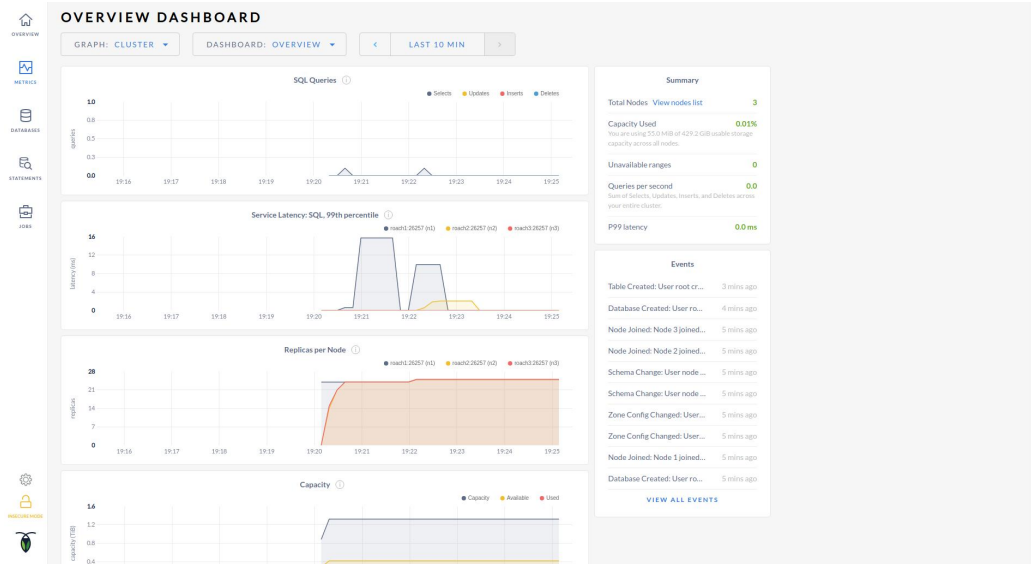 OVERVIEW DASHBOARD
OVERVIEW
METRICS
DATABASES
STATEMENTS
JOBS
INSECURE MODE
GRAPH: CLUSTER
DASHBOARD: OVERVIEW
<
LAST 10 MIN
>
SQL Queries
Selects Updates Inserts Deletes
queries
1.0
0.8
0.5
0.3
0.0
19:16 19:17 19:18 19:19 19:20 19:21 19:22 19:23 19:24 19:25
Service Latency: SQL, 99th percentile
roach1:26257 (n1) roach2:26257 (n2) roach3:26257 (n3)
latency (ms)
16
12
8
4
0
19:16 19:17 19:18 19:19 19:20 19:21 19:22 19:23 19:24 19:25
Replicas per Node
roach1:26257 (n1) roach2:26257 (n2) roach3:26257 (n3)
replicas
28
21
14
7
0
19:16 19:17 19:18 19:19 19:20 19:21 19:22 19:23 19:24 19:25
Capacity
Capacity Available Used
capacity (TiB)
1.6
1.2
0.8
0.4
Summary
Total Nodes View nodes list 3
Capacity Used 0.01%
You are using 55.0 MiB of 429.2 GiB usable storage
capacity across all nodes.
Unavailable ranges 0
Queries per second 0.0
Sum of Selects, Updates, Inserts, and Deletes across
your entire cluster.
P99 latency 0.0 ms
Events
Table Created: User root cr... 3 mins ago
Database Created: User ro... 4 mins ago
Node Joined: Node 3 joined... 5 mins ago
Node Joined: Node 2 joined... 5 mins ago
Schema Change: User node ... 5 mins ago
Schema Change: User node ... 5 mins ago
Zone Config Changed: User... 5 mins ago
Zone Config Changed: User... 5 mins ago
Node Joined: Node 1 joined... 5 mins ago
Database Created: User ro... 5 mins ago
VIEW ALL EVENTS